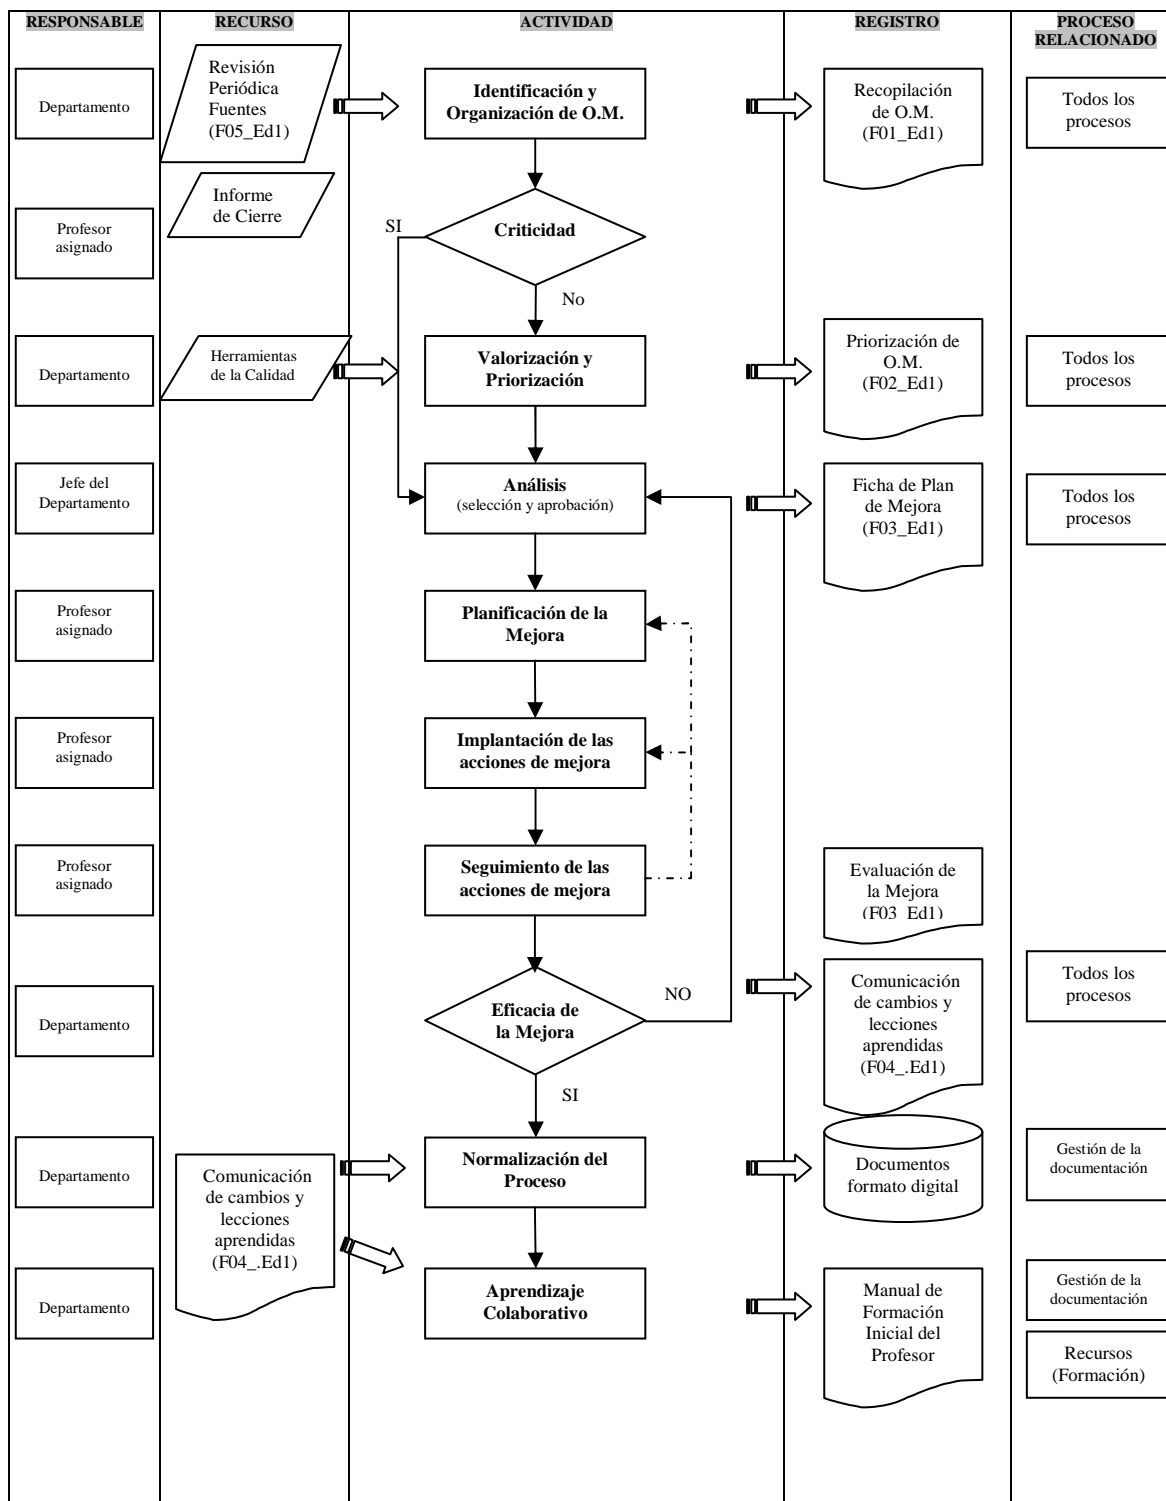 RESPONSABLE
RECURSO
ACTIVIDAD
REGISTRO
PROCESO
RELACIONADO
Departamento
Revisión
Periódica
Fuentes
(F05_Ed1)
Identificación y
Organización de O.M.
Recopilación
de O.M.
(F01_Ed1)
Todos los
procesos
Profesor
asignado
Informe
de Cierre
SI
Criticidad
No
Departamento
Herramientas
de la Calidad
Valorización y
Priorización
Priorización de
O.M.
(F02_Ed1)
Todos los
procesos
Jefe del
Departamento
Análisis
(selección y aprobación)
Ficha de Plan
de Mejora
(F03_Ed1)
Todos los
procesos
Profesor
asignado
Planificación de la
Mejora
Profesor
asignado
Implantación de las
acciones de mejora
Profesor
asignado
Seguimiento de las
acciones de mejora
Evaluación de
la Mejora
(F03_Ed1)
Departamento
Eficacia de
la Mejora
NO
SI
Comunicación
de cambios y
lecciones
aprendidas
(F04_.Ed1)
Todos los
procesos
Departamento
Comunicación
de cambios y
lecciones
aprendidas
(F04_.Ed1)
Normalización del
Proceso
Documentos
formato digital
Gestión de la
documentación
Departamento
Aprendizaje
Colaborativo
Manual de
Formación
Inicial del
Profesor
Gestión de la
documentación
Recursos
(Formación)